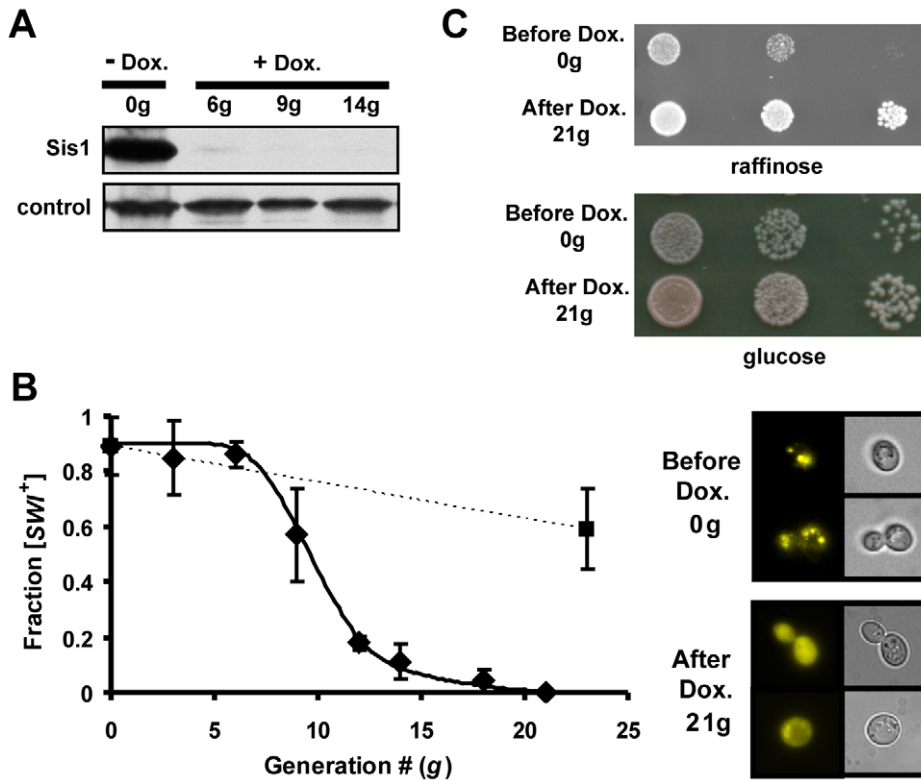 A
- Dox.
+ Dox.
0g
6g
9g
14g
Sis1
control
C
Before Dox.
0g
After Dox.
21g
raffinose
Before Dox.
0g
After Dox.
21g
glucose
B
Fraction [SWI+]
1
0.8
0.6
0.4
0.2
0
0
5
10
15
20
25
Generation # (g)
Before
Dox.
0g
After
Dox.
21g